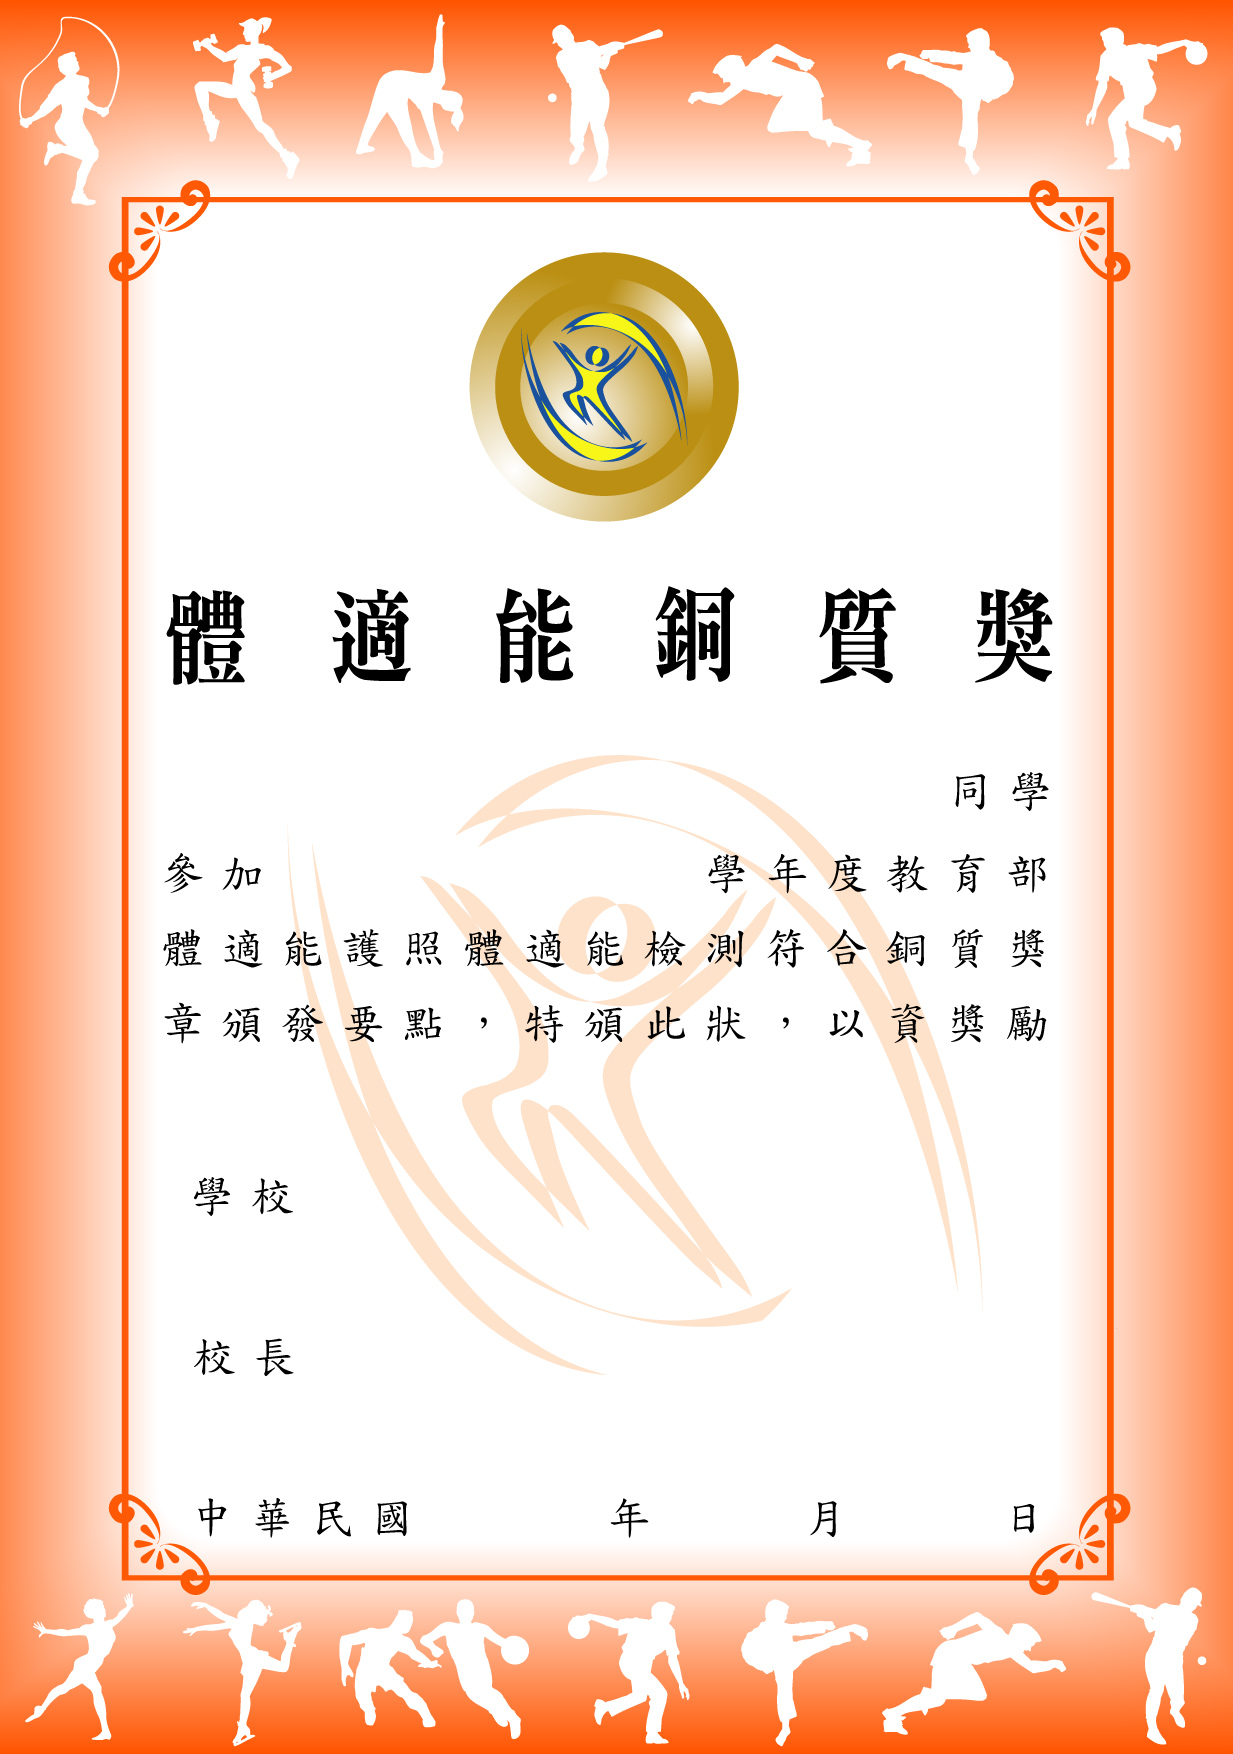 體適能銅質獎
同學
參加 學年度教育部
體適能護照體適能檢測符合銅質獎
章頒發要點，特頒此狀，以資獎勵
學校
校長
中華民國 年 月 日